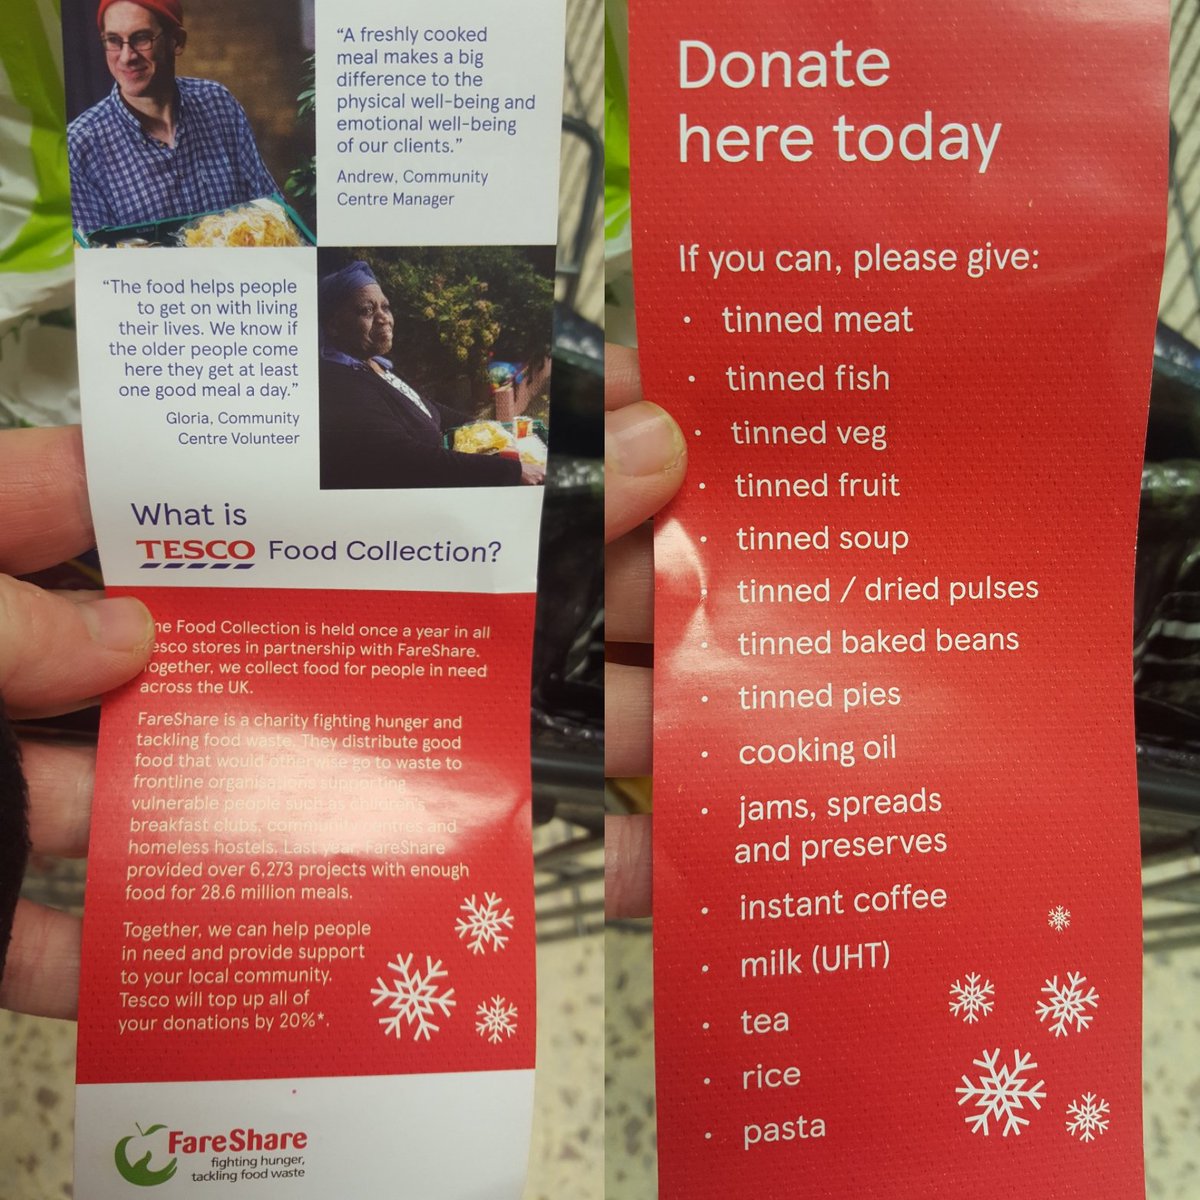 “A freshly cooked
meal makes a big
difference to the
physical well-being and
emotional well-being
of our clients.”
Andrew, Community
Centre Manager
“The food helps people
to get on with living
their lives. We know if
the older people come
here they get at least
one good meal a day.”
Gloria, Community
Centre Volunteer
What is
TESCO Food Collection?
he Food Collection is held once a year in all
esco stores in partnership with FareShare.
ogether, we collect food for people in need
across the UK.
FareShare is a charity fighting hunger and
tackling food waste. They distribute good
food that would otherwise go to waste to
frontline organisations supporting
vulnerable people such as children's
breakfast clubs, community centres and
homeless hostels. Last year, FareShare
provided over 6,273 projects with enough
food for 28.6 million meals.
Together, we can help people
in need and provide support
to your local community.
Tesco will top up all of
your donations by 20%*.
FareShare
fighting hunger,
tackling food waste
Donate
here today
If you can, please give:
· tinned meat
· tinned fish
· tinned veg
· tinned fruit
· tinned soup
· tinned / dried pulses
· tinned baked beans
· tinned pies
· cooking oil
· jams, spreads
and preserves
· instant coffee
· milk (UHT)
· tea
· rice
· pasta